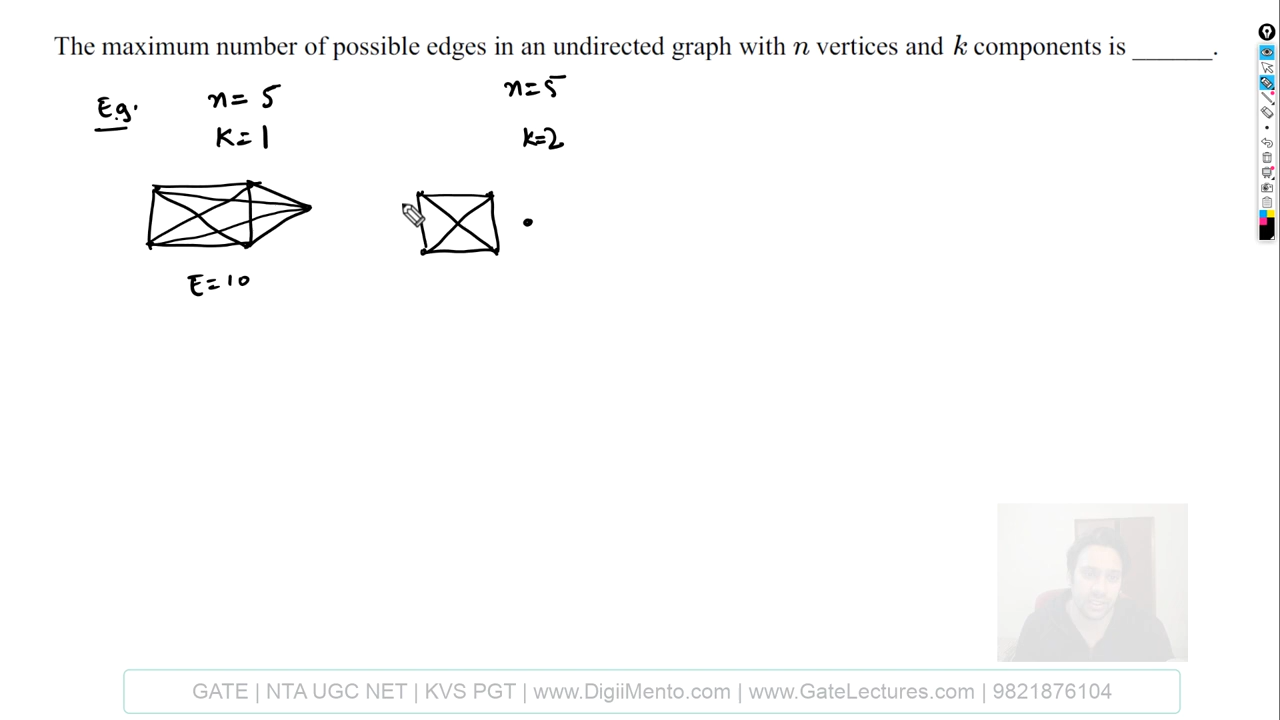 The maximum number of possible edges in an undirected graph with n vertices and k components is _______.
E.g.
n = 5
k = 1
n = 5
k = 2
E = 10
GATE | NTA UGC NET | KVS PGT | www.DigiiMento.com | www.GateLectures.com | 9821876104